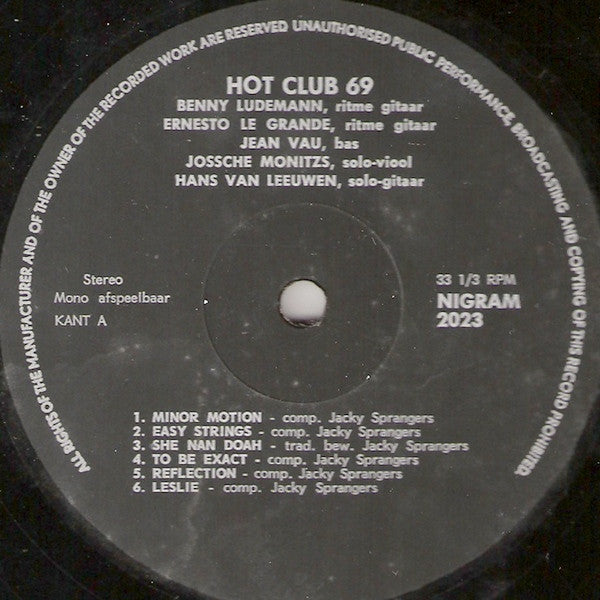 ALL RIGHTS OF THE MANUFACTURER AND OF THE OWNER OF THE RECORDED WORK ARE RESERVED UNAUTHORISED PUBLIC PERFORMANCE, BROADCASTING AND COPYING OF THIS RECORD PROHIBITED.
HOT CLUB 69
BENNY LUDEMANN, ritme gitaar
ERNESTO LE GRANDE, ritme gitaar
JEAN VAU, bas
JOSSCHE MONITZS, solo-viool
HANS VAN LEEUWEN, solo-gitaar
Stereo
Mono afspeelbaar
KANT A
33 1/3 RPM
NIGRAM
2023
1. MINOR MOTION - comp. Jacky Sprangers
2. EASY STRINGS - comp. Jacky Sprangers
3. SHE NAN DOAH - trad. bew. Jacky Sprangers
4. TO BE EXACT - comp. Jacky Sprangers
5. REFLECTION - comp. Jacky Sprangers
6. LESLIE - comp. Jacky Sprangers